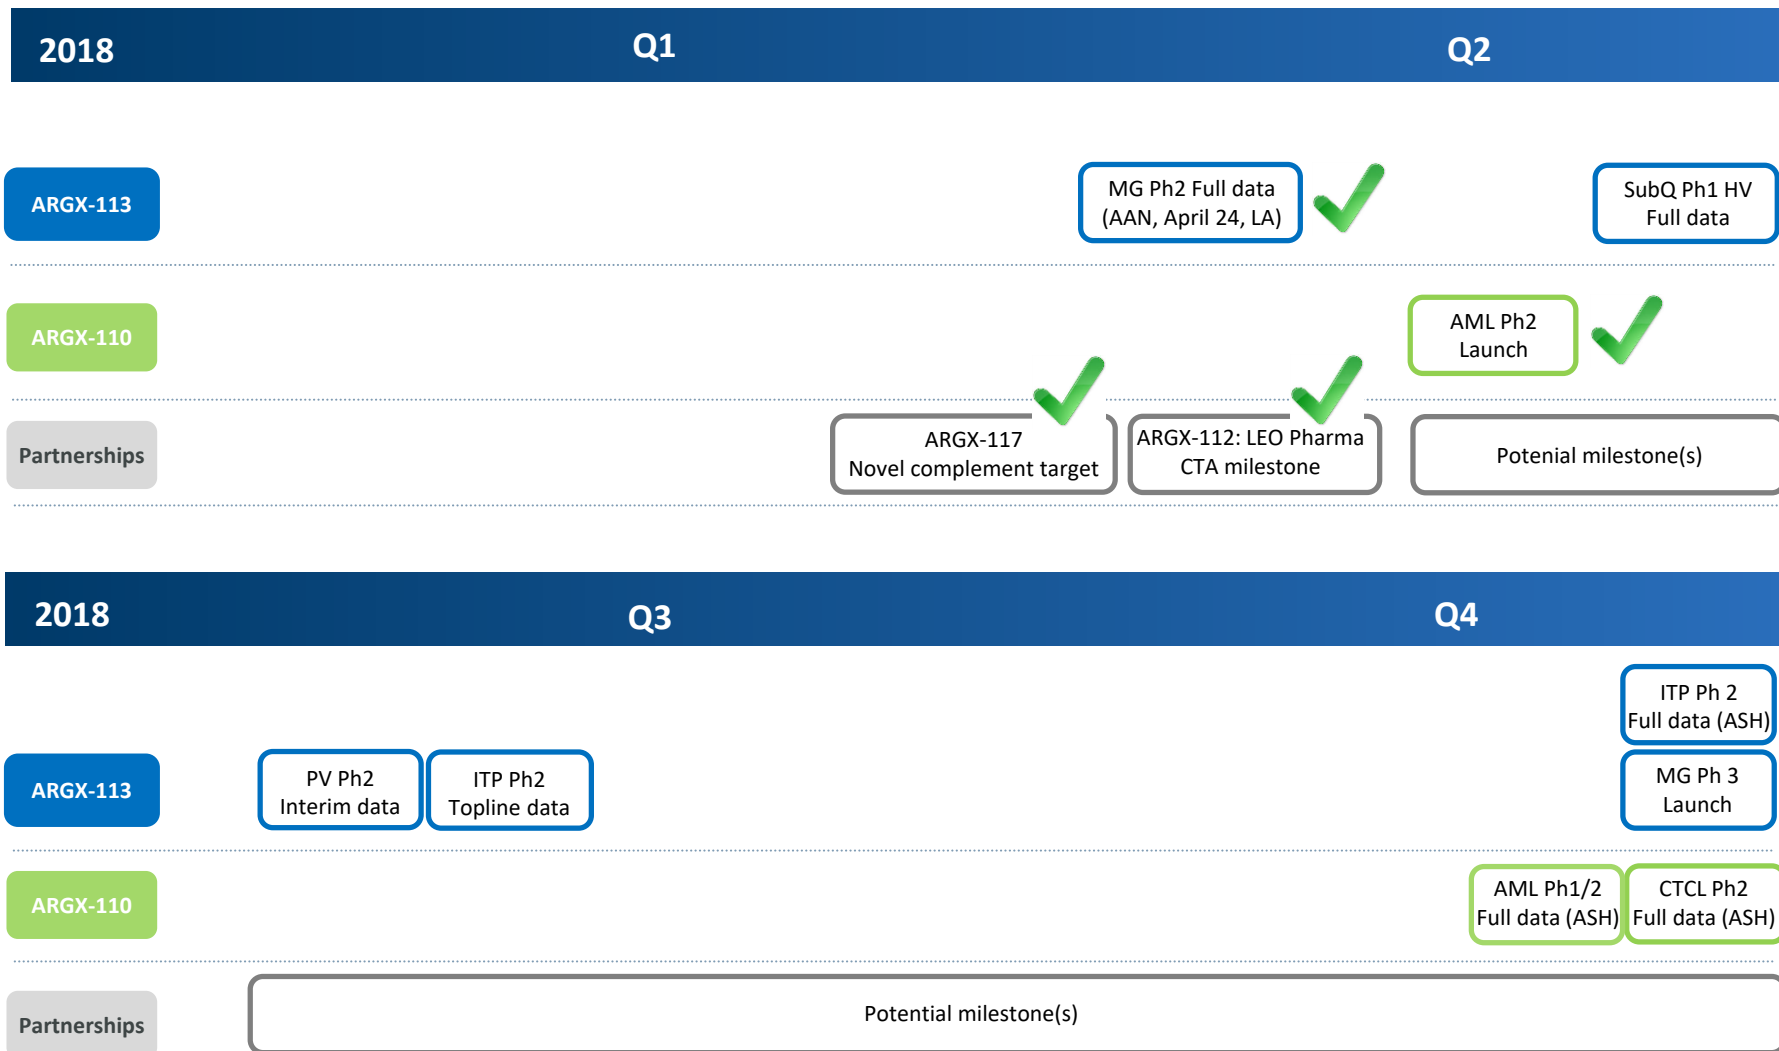 2018 Q1 Q2
ARGX-113
MG Ph2 Full data
(AAN, April 24, LA)
SubQ Ph1 HV
Full data
ARGX-110
AML Ph2
Launch
Partnerships
ARGX-117
Novel complement target
ARGX-112: LEO Pharma
CTA milestone
Potenial milestone(s)
2018 Q3 Q4
ARGX-113
PV Ph2
Interim data
ITP Ph2
Topline data
ITP Ph 2
Full data (ASH)
MG Ph 3
Launch
ARGX-110
AML Ph1/2
Full data (ASH)
CTCL Ph2
Full data (ASH)
Partnerships
Potential milestone(s)